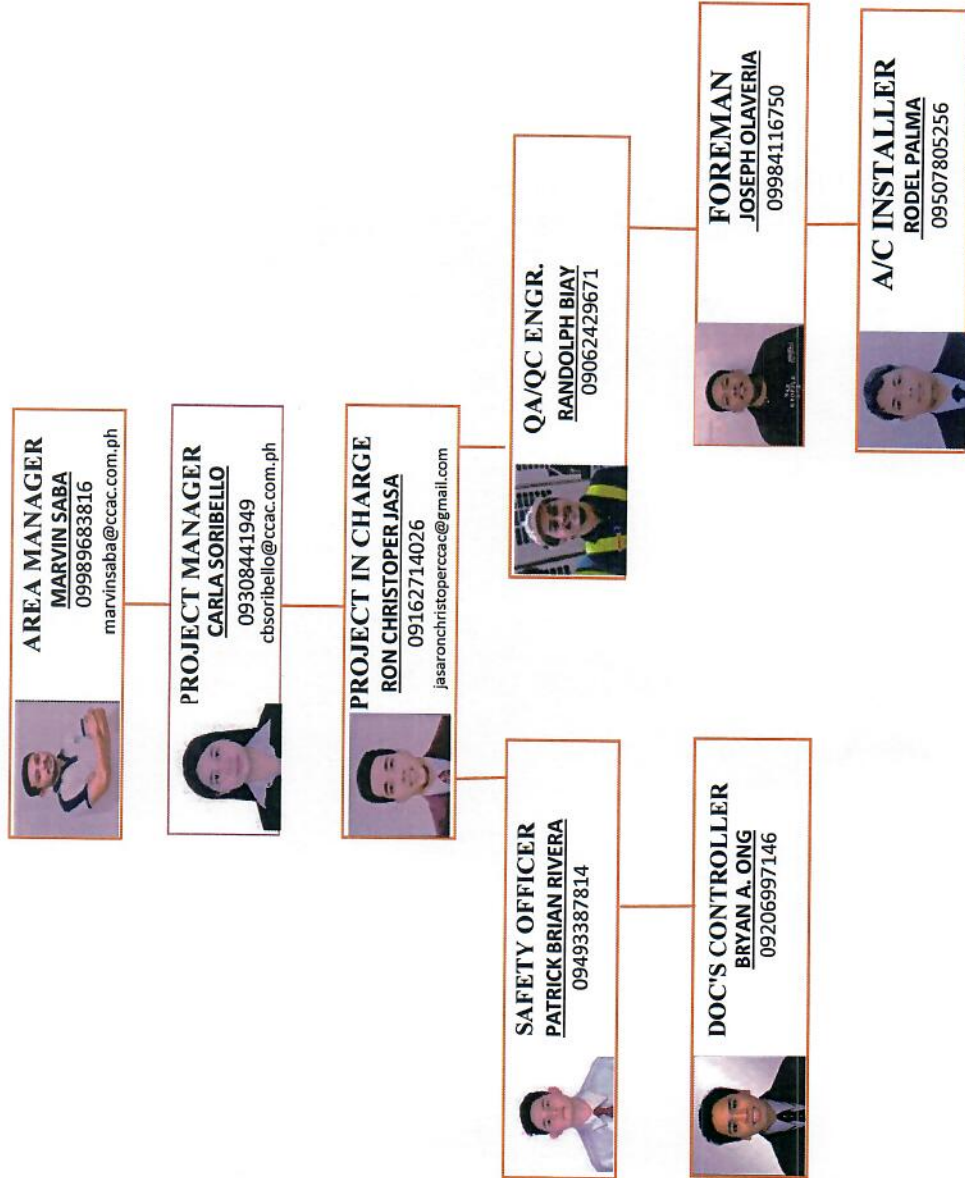 AREA MANAGER
MARVIN SABA
09989683816
marvinsaba@ccac.com.ph
PROJECT MANAGER
CARLA SORIBELLO
09308441949
cbsoribello@ccac.com.ph
PROJECT IN CHARGE
RON CHRISTOPER JASA
09162714026
jasaronchristoperccac@gmail.com
SAFETY OFFICER
PATRICK BRIAN RIVERA
09493387814
QA/QC ENGR.
RANDOLPH BIAY
09062429671
DOC'S CONTROLLER
BRYAN A. ONG
09206997146
FOREMAN
JOSEPH OLAVERIA
09984116750
A/C INSTALLER
RODEL PALMA
09507805256